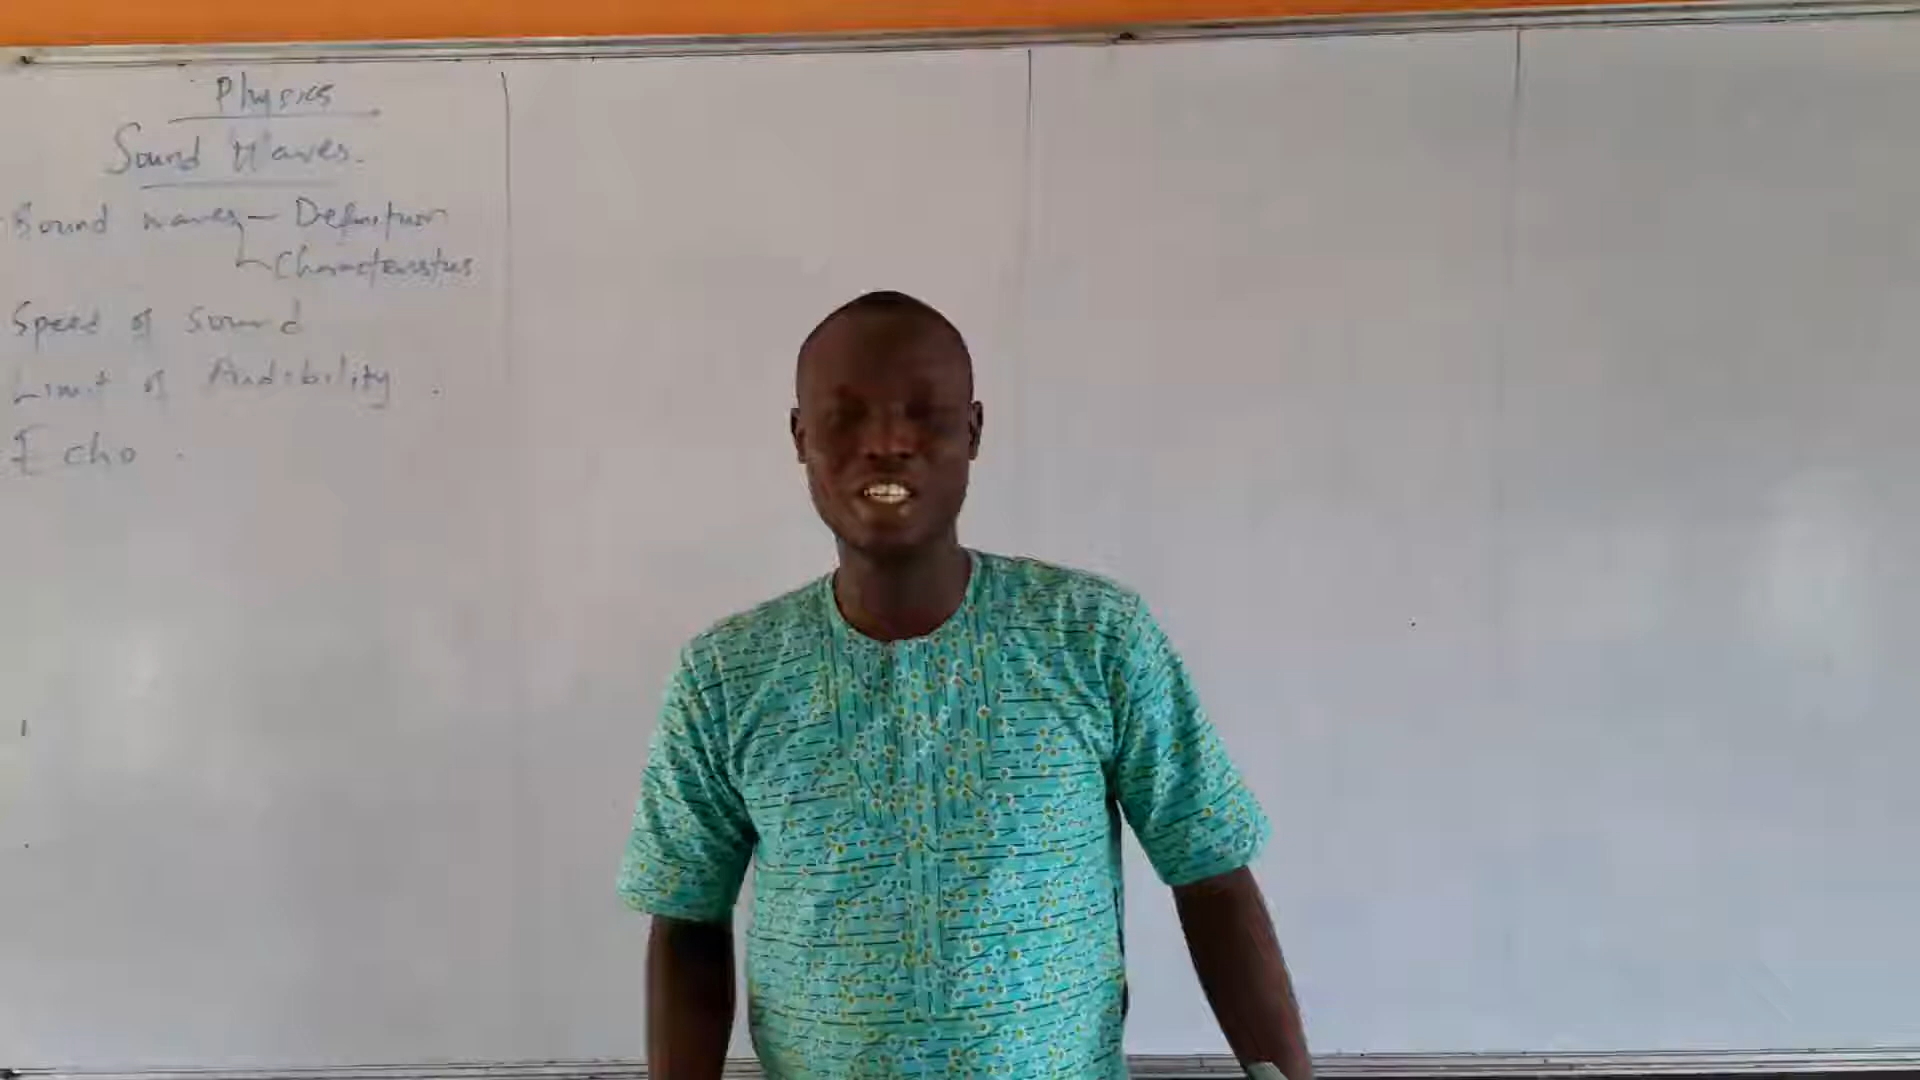 Physics
Sound Waves.
Sound waves - Definition
Characteristics
Speed of sound
Limit of Audibility.
Echo.